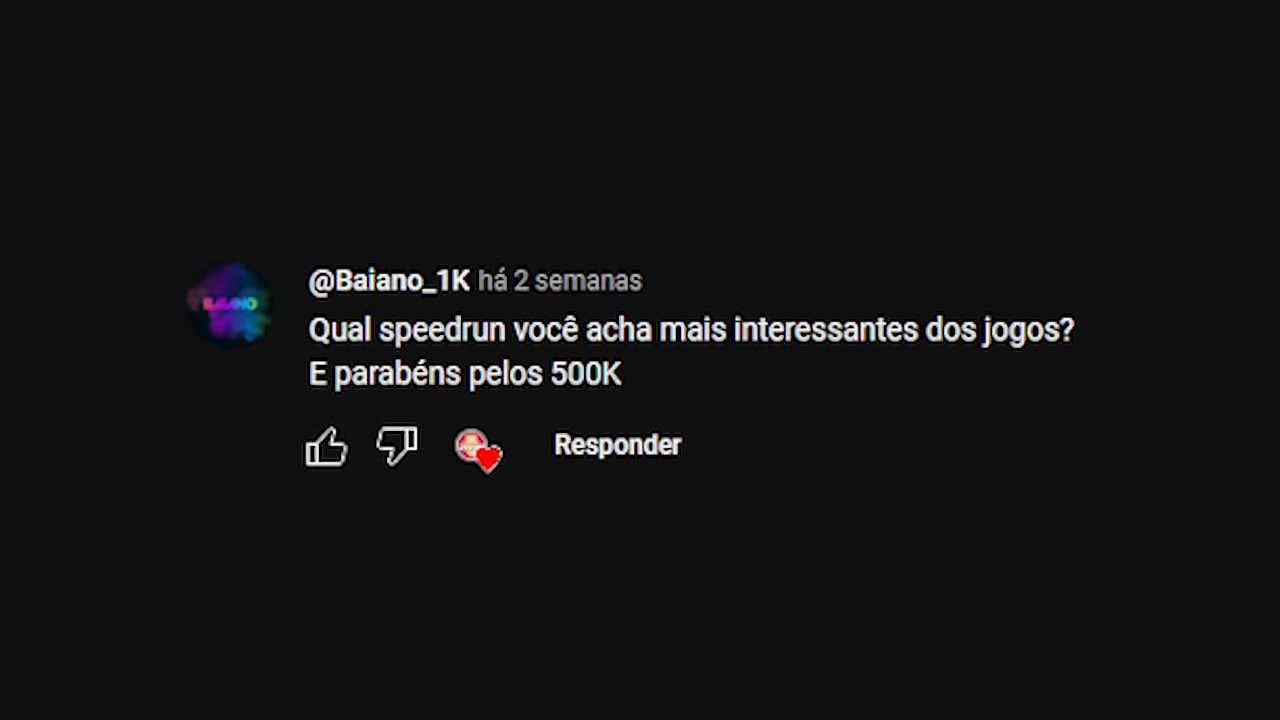 @Baiano_1K há 2 semanas
Qual speedrun você acha mais interessantes dos jogos?
E parabéns pelos 500K
Responder